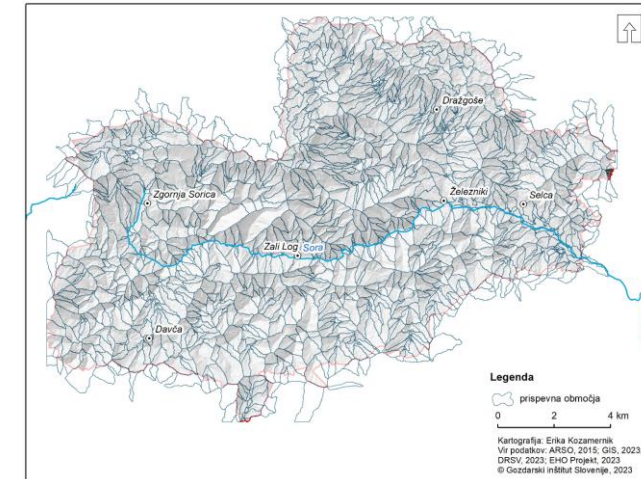 Dražgoše
Zgornja Sorica
Železniki
Selca
Zali Log
Sora
Davča
Legenda
prispevna območja
0 2 4 km
Kartografija: Erika Kozamernik
Vir podatkov: ARSO, 2015; GIS, 2023;
DRSV, 2023; EHO Projekt, 2023
© Gozdarski inštitut Slovenije, 2023